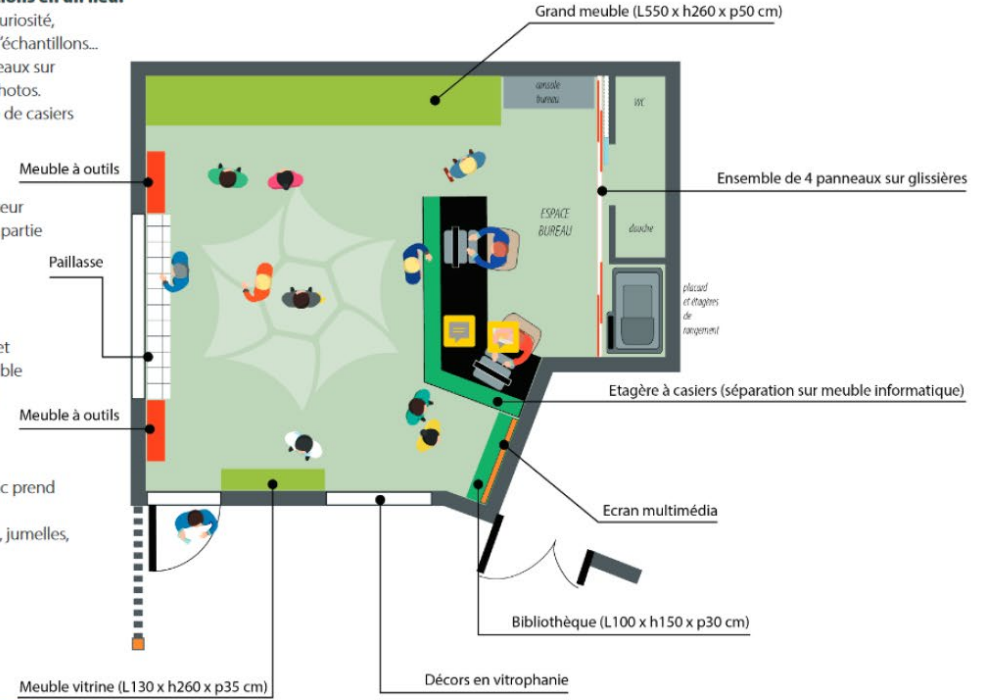 uriosité,
'échantillons...
eaux sur
hotos.
de casiers
eur
partie
et
ble
c prend
, jumelles,
Grand meuble (L550 x h260 x p50 cm)
console
bureau
WC
Meuble à outils
Ensemble de 4 panneaux sur glissières
ESPACE
BUREAU
douche
Paillasse
placard
et étagères
de
rangement
Etagère à casiers (séparation sur meuble informatique)
Meuble à outils
Ecran multimédia
Bibliothèque (L100 x h150 x p30 cm)
Décors en vitrophanie
Meuble vitrine (L130 x h260 x p35 cm)